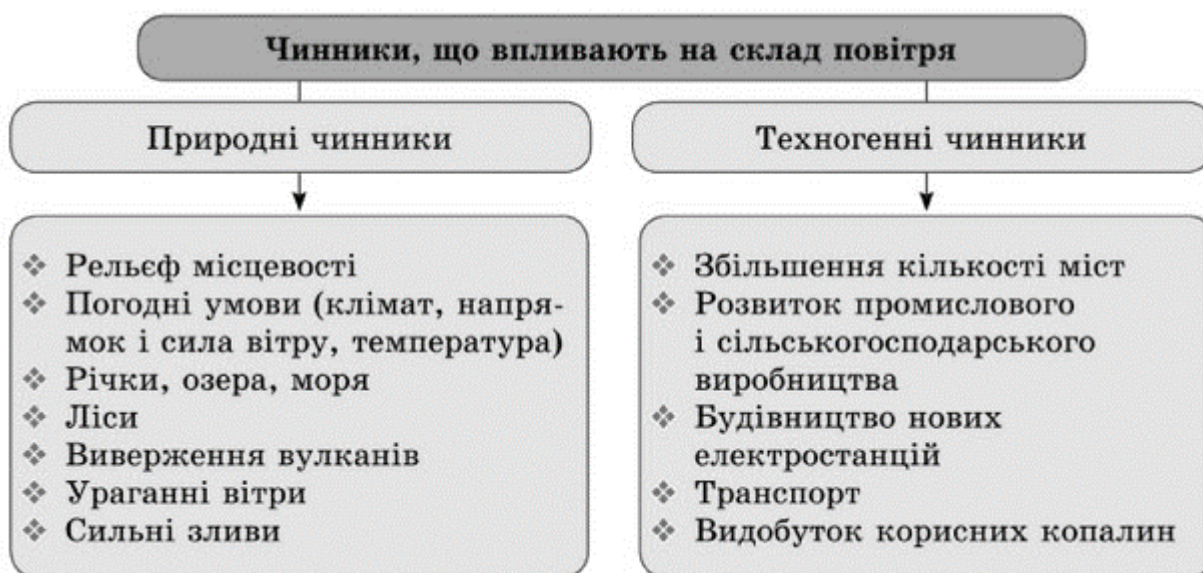 Чинники, що впливають на склад повітря
Природні чинники
Рельєф місцевості
Погодні умови (клімат, напря-
мок і сила вітру, температура)
Річки, озера, моря
Ліси
Виверження вулканів
Ураганні вітри
Сильні зливи
Техногенні чинники
Збільшення кількості міст
Розвиток промислового
і сільськогосподарського
виробництва
Будівництво нових
електростанцій
Транспорт
Видобуток корисних копалин